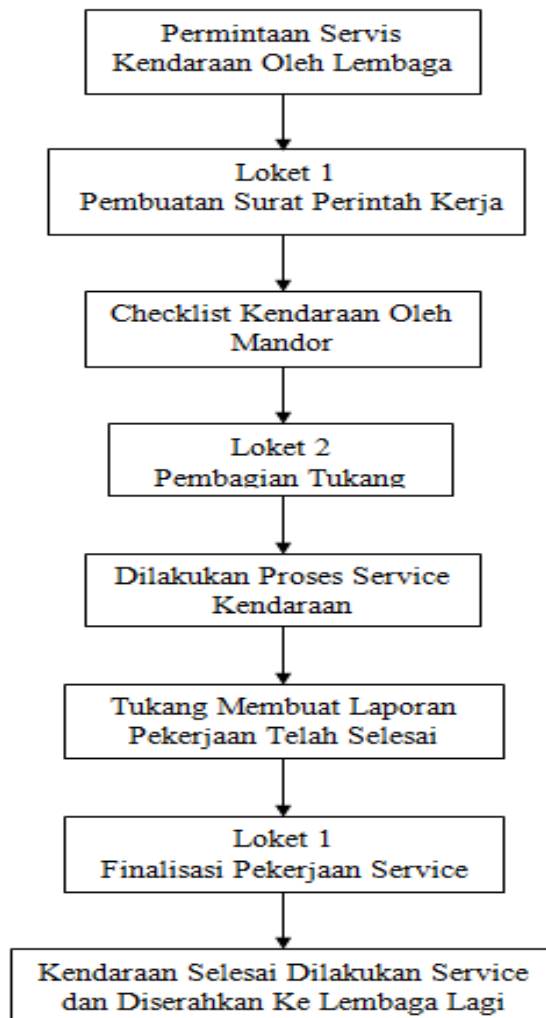 Permintaan Servis
Kendaraan Oleh Lembaga
Loket 1
Pembuatan Surat Perintah Kerja
Checklist Kendaraan Oleh
Mandor
Loket 2
Pembagian Tukang
Dilakukan Proses Service
Kendaraan
Tukang Membuat Laporan
Pekerjaan Telah Selesai
Loket 1
Finalisasi Pekerjaan Service
Kendaraan Selesai Dilakukan Service
dan Diserahkan Ke Lembaga Lagi